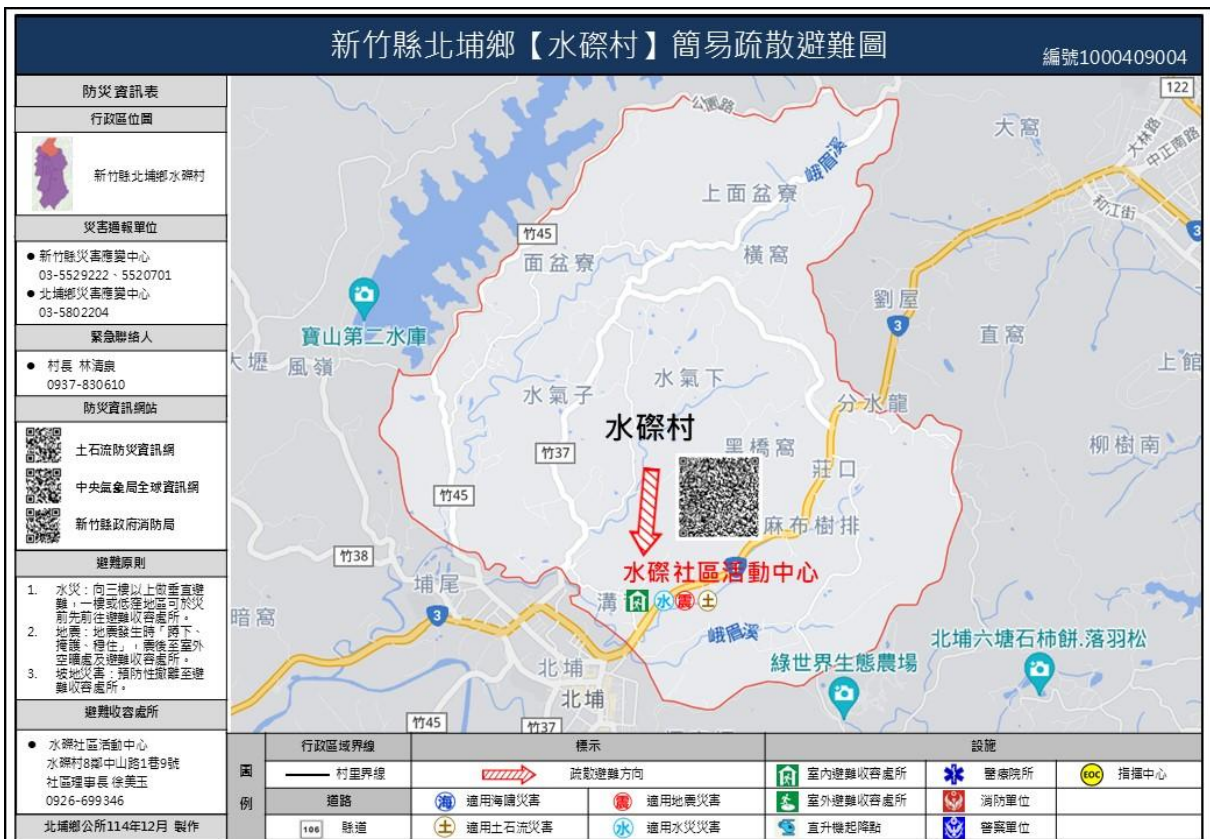 新竹縣北埔鄉【水磜村】簡易疏散避難圖
編號1000409004
防災資訊表
行政區位圖
新竹縣北埔鄉水磜村
災害通報單位
● 新竹縣災害應變中心
03-5529222、5520701
● 北埔鄉災害應變中心
03-5802204
緊急聯絡人
● 村長 林清泉
0937-830610
防災資訊網站
土石流防災資訊網
中央氣象局全球資訊網
新竹縣政府消防局
避難原則
1. 水災：向三樓以上做垂直避
難，一樓或低窪地區可於災
前先前往避難收容處所。
2. 地震：地震發生時「蹲下、
掩護、穩住」，震後至室外
空曠處及避難收容處所。
3. 坡地災害：預防性撤離至避
難收容處所。
避難收容處所
● 水磜社區活動中心
水磜村8鄰中山路1巷9號
社區理事長 徐美玉
0926-699346
北埔鄉公所114年12月 製作
122
公園路
大窩
大林路
中正南路
峨眉溪
上面盆寮
和江街
3
竹45
面盆寮
橫窩
劉屋
寶山第二水庫
3
直窩
大壢
風嶺
上館
水氣子
水氣下
分水龍
水磜村
黑橋窩
柳樹南
竹37
莊口
竹45
麻布樹排
竹38
水磜社區活動中心
埔尾
溝
水
震
土
3
暗窩
峨眉溪
北埔六塘石柿餅.落羽松
北埔
綠世界生態農場
北埔
竹45
竹37
圖例
行政區域界線
標示
設施
村里界線
疏散避難方向
室內避難收容處所
醫療院所
EOC 指揮中心
道路
海 適用海嘯災害
震 適用地震災害
室外避難收容處所
消防單位
106 縣道
土 適用土石流災害
水 適用水災災害
直升機起降點
警察單位